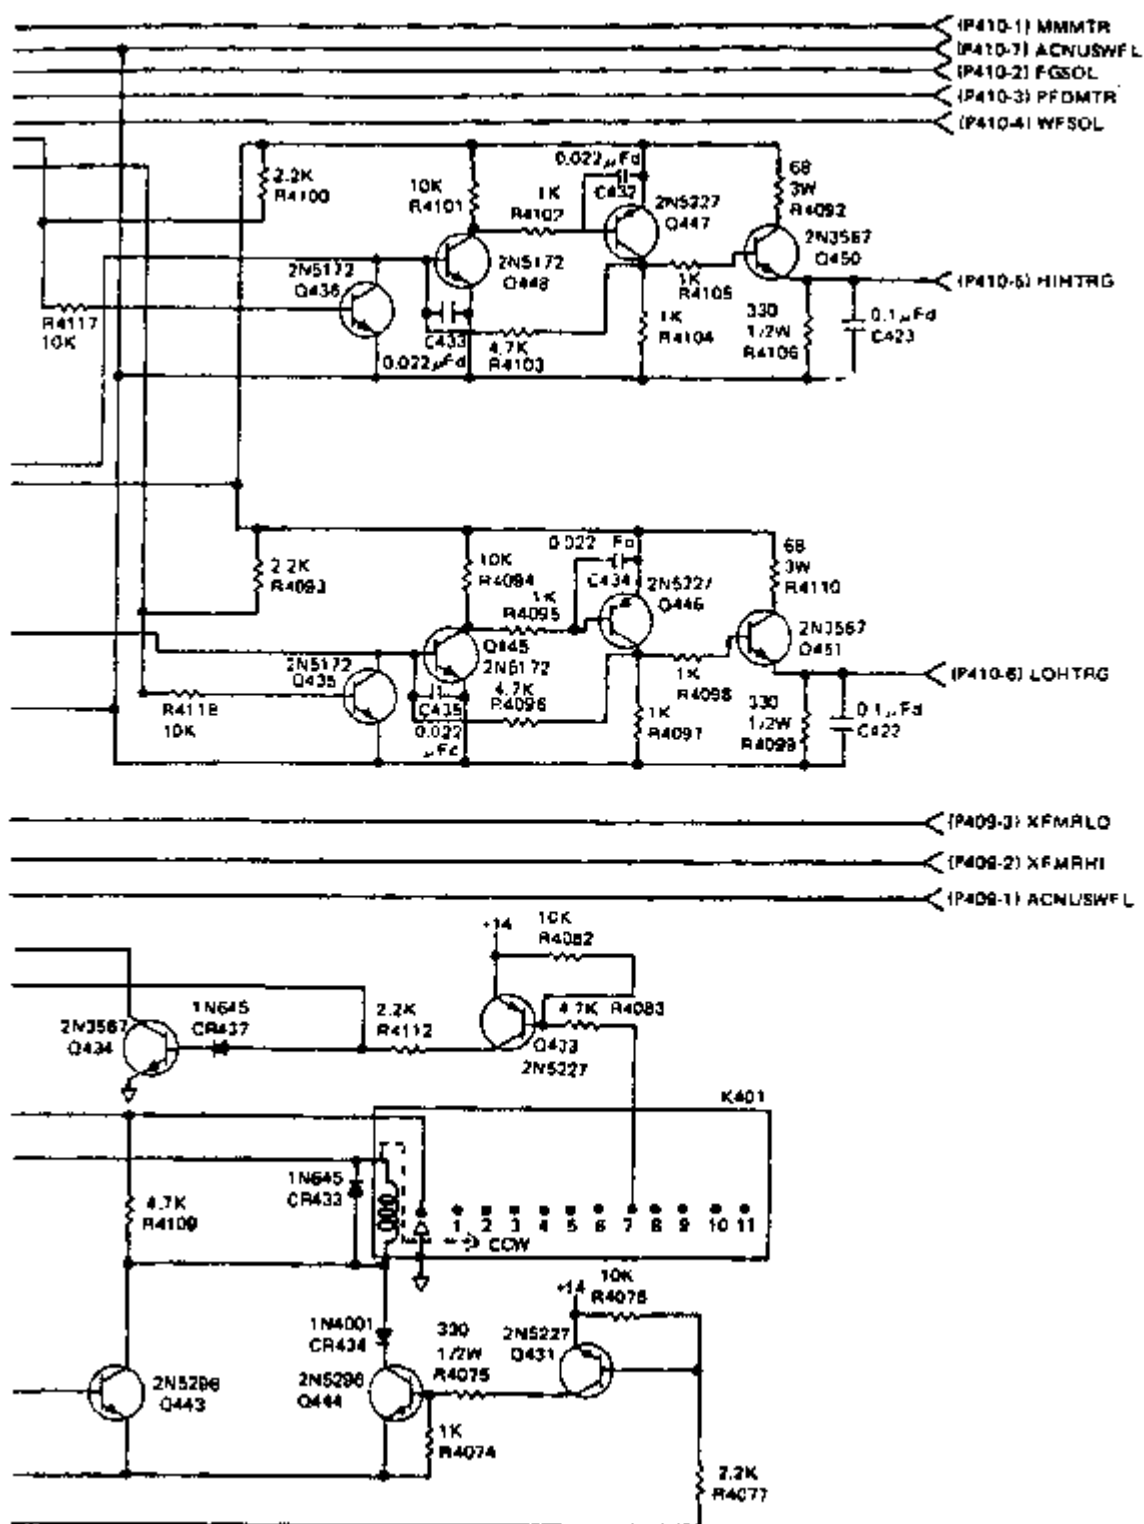 (P410-1) MMMTR
(P410-7) ACNUSWFL
(P410-2) FGSOL
(P410-3) PFDMTR
(P410-4) WFSOL
2.2K
R4100
10K
R4101
1K
R4102
0.022μFd
C432
2N5227
Q447
68
3W
R4092
2N3567
Q450
2N5172
Q436
2N5172
Q448
1K
R4105
(P410-5) HIHTRG
R4117
10K
C433
0.022μFd
4.7K
R4103
1K
R4104
330
1/2W
R4106
0.1μFd
C423
2.2K
R4093
10K
R4094
0.022 Fd
C434
2N5227
Q446
68
3W
R4110
1K
R4095
2N3567
Q451
2N5172
Q435
Q445
2N5172
4.7K
R4096
1K
R4098
(P410-6) LOHTRG
R4118
10K
C435
0.022
μFd
1K
R4097
330
1/2W
R4099
0.1μFd
C422
(P409-3) XFMRLO
(P409-2) XFMRHI
(P409-1) ACNUSWFL
+14
10K
R4082
2N3567
Q434
1N645
CR437
2.2K
R4112
4.7K R4083
Q433
2N5227
K401
1N645
CR433
4.7K
R4109
1 2 3 4 5 6 7 8 9 10 11
CCW
+14
10K
R4076
1N4001
CR434
330
1/2W
R4075
2N5227
Q431
2N5296
Q443
2N5296
Q444
1K
R4074
2.2K
R4077